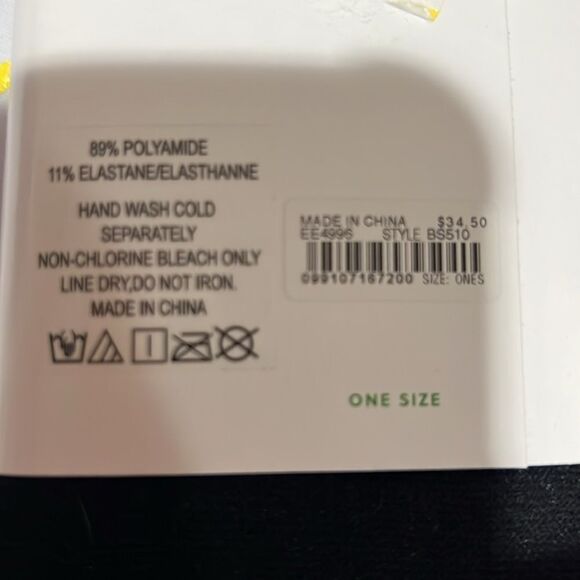 89% POLYAMIDE
11% ELASTANE/ELASTHANNE
HAND WASH COLD
SEPARATELY
NON-CHLORINE BLEACH ONLY
LINE DRY,DO NOT IRON.
MADE IN CHINA
MADE IN CHINA $34.50
EE4996 STYLE BS510
099107167200 SIZE: ONES
ONE SIZE